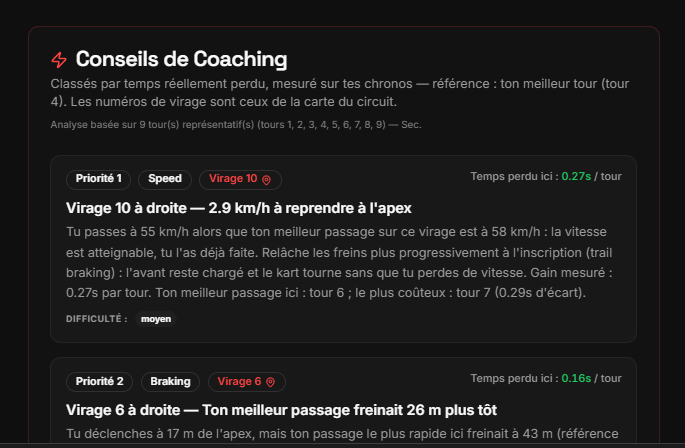 Conseils de Coaching
Classés par temps réellement perdu, mesuré sur tes chronos — référence : ton meilleur tour (tour
4). Les numéros de virage sont ceux de la carte du circuit.
Analyse basée sur 9 tour(s) représentatif(s) (tours 1, 2, 3, 4, 5, 6, 7, 8, 9) — Sec.
Priorité 1 Speed Virage 10 Temps perdu ici : 0.27s / tour
Virage 10 à droite — 2.9 km/h à reprendre à l'apex
Tu passes à 55 km/h alors que ton meilleur passage sur ce virage est à 58 km/h : la vitesse
est atteignable, tu l'as déjà faite. Relâche les freins plus progressivement à l'inscription (trail
braking) : l'avant reste chargé et le kart tourne sans que tu perdes de vitesse. Gain mesuré :
0.27s par tour. Ton meilleur passage ici : tour 6 ; le plus coûteux : tour 7 (0.29s d'écart).
DIFFICULTÉ : moyen
Priorité 2 Braking Virage 6 Temps perdu ici : 0.16s / tour
Virage 6 à droite — Ton meilleur passage freinait 26 m plus tôt
Tu déclenches à 17 m de l'apex, mais ton passage le plus rapide ici freinait à 43 m (référence